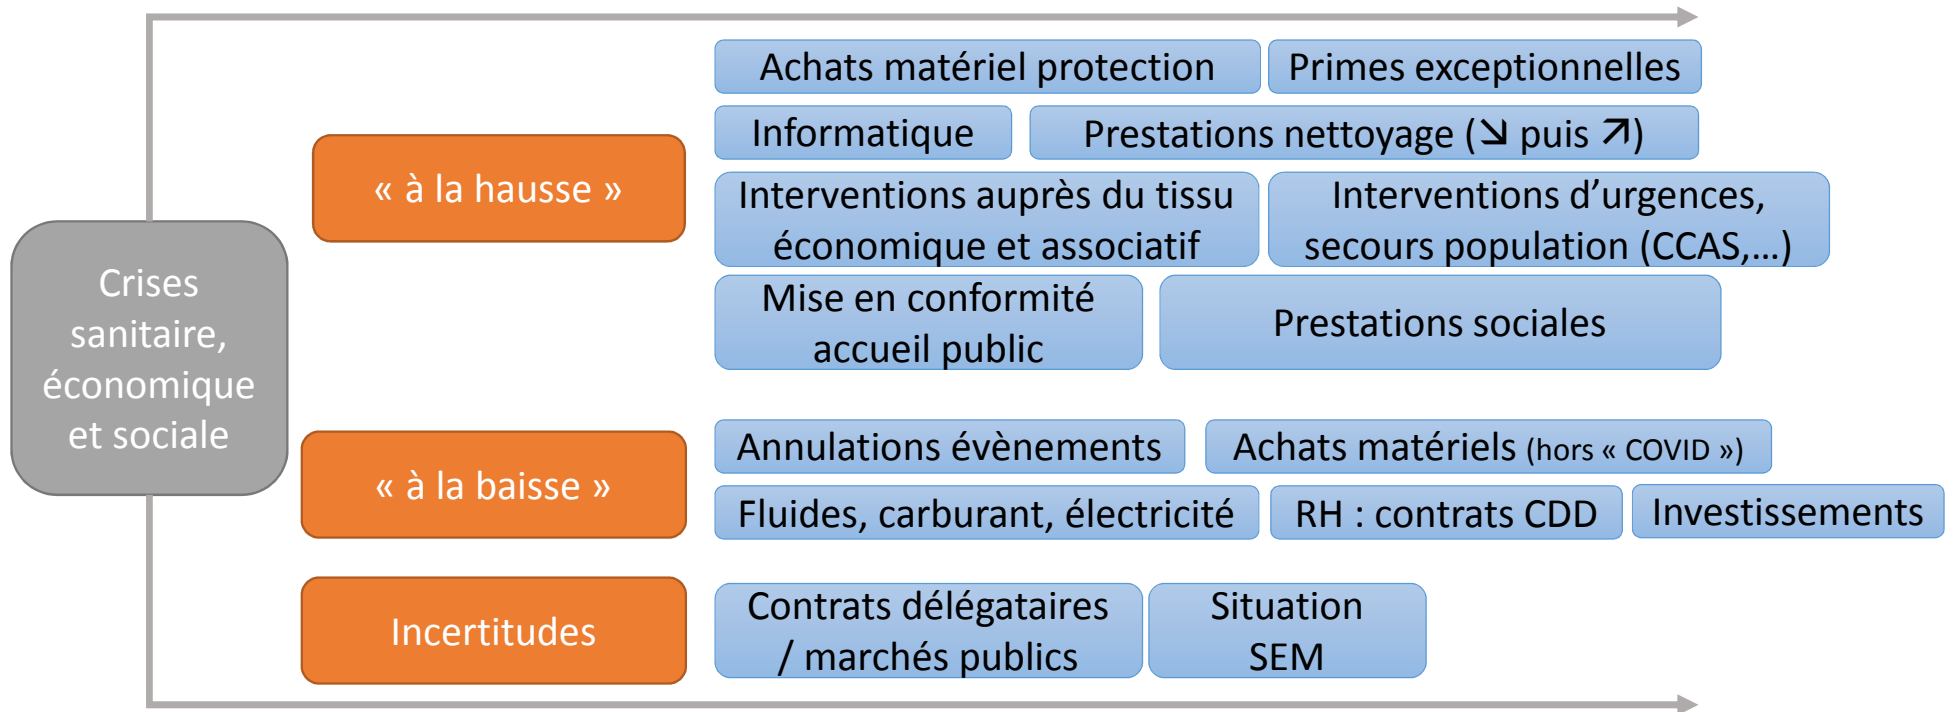 Crises
sanitaire,
économique
et sociale
« à la hausse »
Achats matériel protection
Primes exceptionnelles
Informatique
Prestations nettoyage (↘ puis ↗)
Interventions auprès du tissu
économique et associatif
Interventions d’urgences,
secours population (CCAS,…)
Mise en conformité
accueil public
Prestations sociales
« à la baisse »
Annulations évènements
Achats matériels (hors « COVID »)
Fluides, carburant, électricité
RH : contrats CDD
Investissements
Incertitudes
Contrats délégataires
/ marchés publics
Situation
SEM